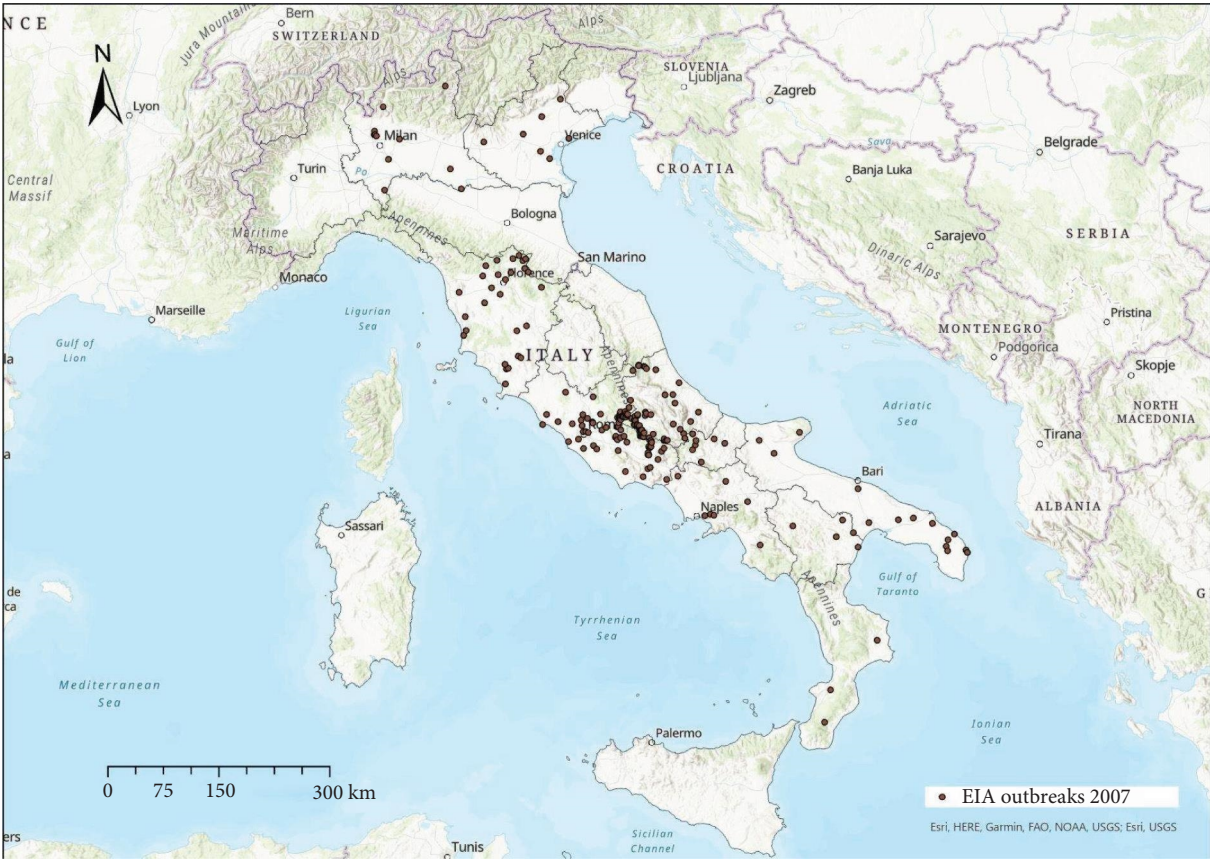 NCE
Jura Mountains
Bern
SWITZERLAND
Alps
N
Lyon
Alps
SLOVENIA
Ljubljana
Zagreb
Milan
Venice
Belgrade
Sava
Turin
Po
CROATIA
Banja Luka
Central
Massif
Bologna
Apennines
Maritime
Alps
Sarajevo
SERBIA
San Marino
Dinaric Alps
Monaco
Florence
Marseille
Ligurian
Sea
Pristina
MONTENEGRO
Podgorica
Gulf of
Lion
la
ITALY
Apennines
Skopje
NORTH
MACEDONIA
Adriatic
Sea
Tirana
a
Bari
ALBANIA
Naples
Sassari
Gulf of
Taranto
de
rca
G
Apennines
Tyrrhenian
Sea
Mediterranean
Sea
Ionian
Sea
Palermo
0 75 150 300 km
EIA outbreaks 2007
Esri, HERE, Garmin, FAO, NOAA, USGS; Esri, USGS
ers
Sicilian
Channel
Tunis